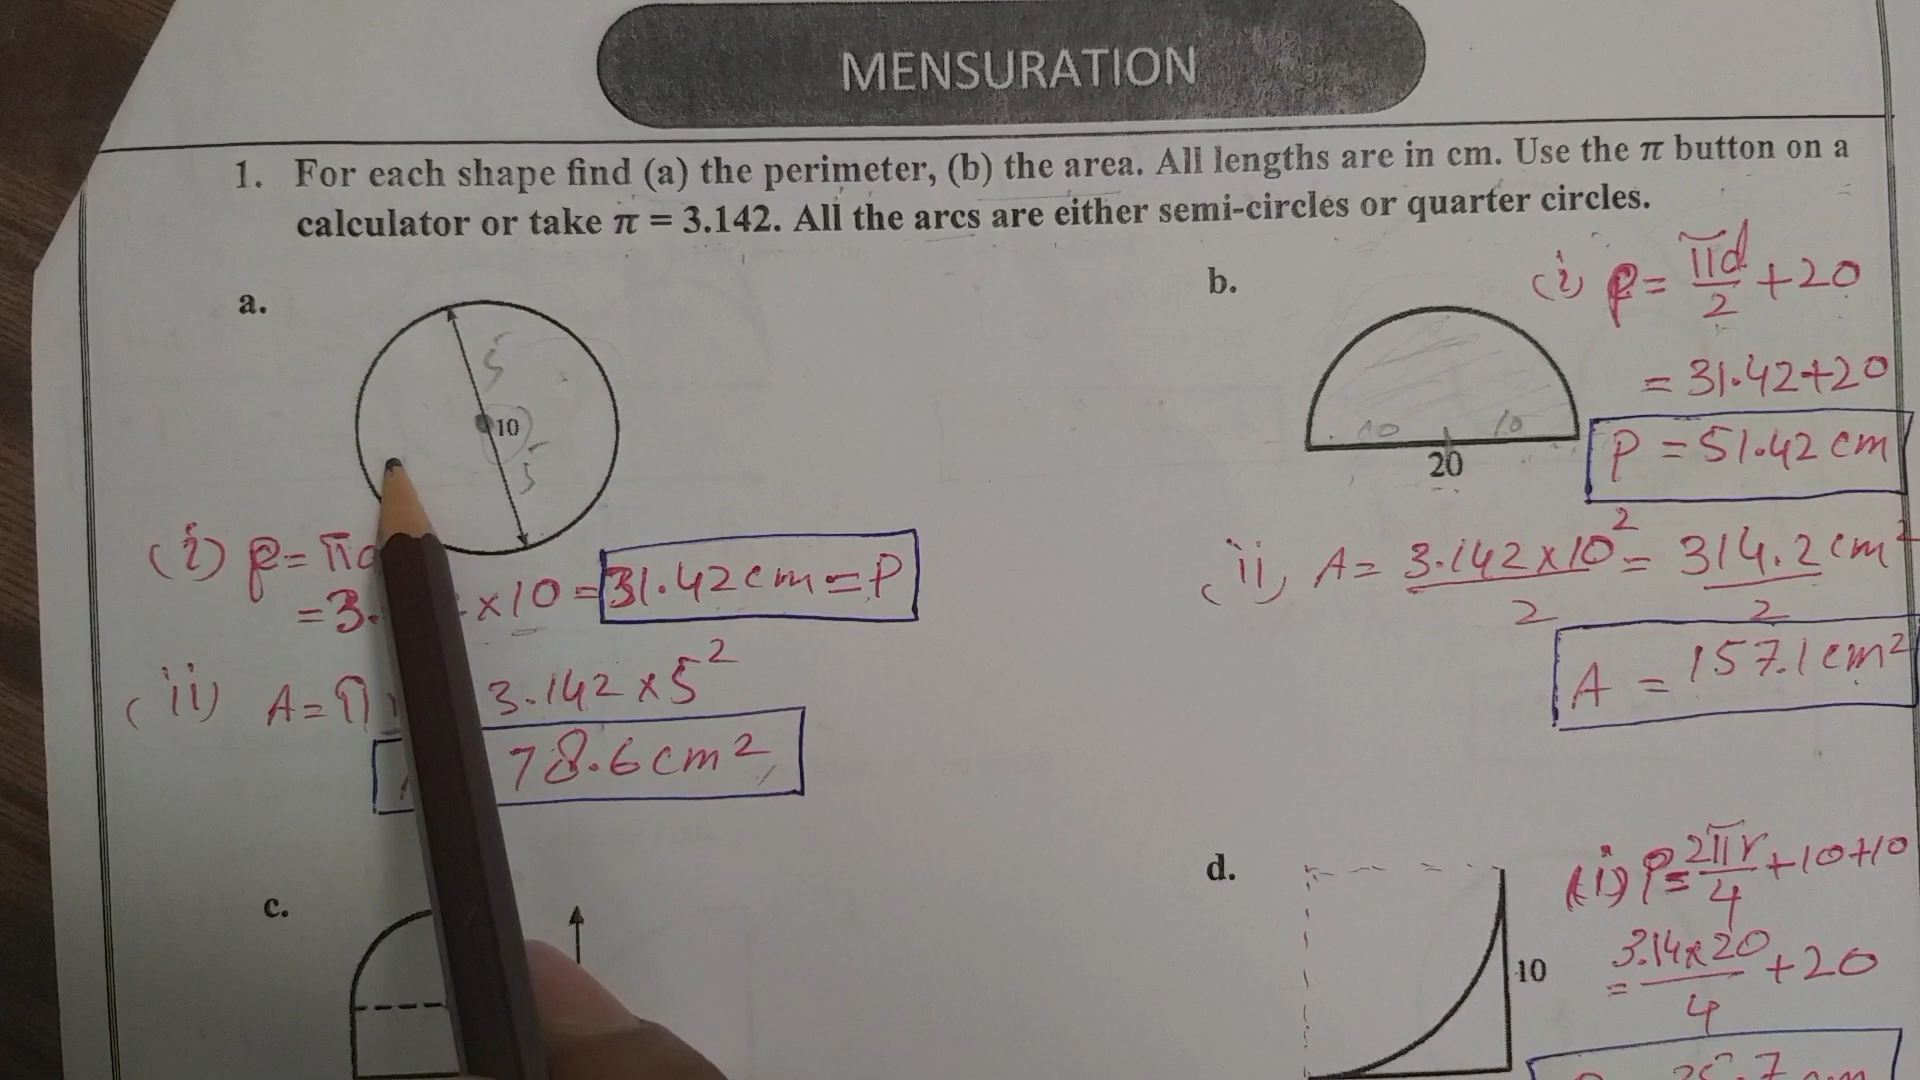 MENSURATION
1. For each shape find (a) the perimeter, (b) the area. All lengths are in cm. Use the π button on a
calculator or take π = 3.142. All the arcs are either semi-circles or quarter circles.
a.
5
10
5
(i) P = π
= 3. × 10 = 31.42 cm = P
(ii) A = π 3.142 × 5²
78.6 cm²
b.
10 10
20
(i) P = πd/2 + 20
= 31.42 + 20
P = 51.42 cm
(ii) A = 3.142 × 10²/2 = 314.2 cm²/2
A = 157.1 cm²
c.
d.
10
(i) P = 2πr/4 + 10 + 10
= 3.14 × 20/4 + 20